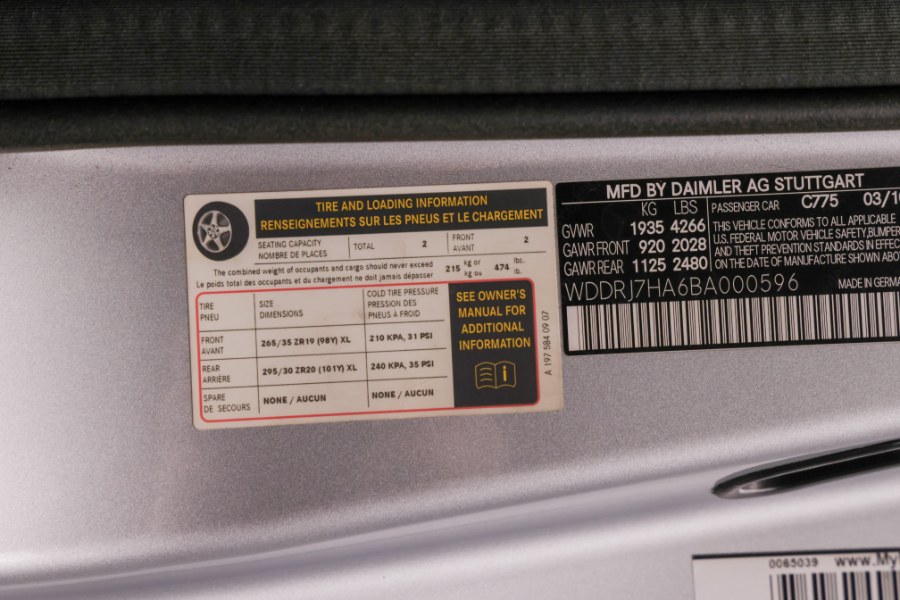 TIRE AND LOADING INFORMATION
RENSEIGNEMENTS SUR LES PNEUS ET LE CHARGEMENT
SEATING CAPACITY
NOMBRE DE PLACES
TOTAL 2
FRONT
AVANT
2
The combined weight of occupants and cargo should never exceed
Le poids total des occupants et du chargement ne doit jamais dépasser
215 kg or
kg ou
474 lbs.
lb.
TIRE
PNEU
SIZE
DIMENSIONS
COLD TIRE PRESSURE
PRESSION DES
PNEUS À FROID
FRONT
AVANT
265/35 ZR19 (98Y) XL
210 KPA, 31 PSI
REAR
ARRIÈRE
295/30 ZR20 (101Y) XL
240 KPA, 35 PSI
SPARE
DE SECOURS
NONE / AUCUN
NONE / AUCUN
SEE OWNER'S
MANUAL FOR
ADDITIONAL
INFORMATION
i
A 197 584 09 07
MFD BY DAIMLER AG STUTTGART
KG LBS PASSENGER CAR C775 03/10
GVWR 1935 4266
GAWR FRONT 920 2028
GAWR REAR 1125 2480
THIS VEHICLE CONFORMS TO ALL APPLICABLE
U.S. FEDERAL MOTOR VEHICLE SAFETY, BUMPER
AND THEFT PREVENTION STANDARDS IN EFFEC
ON THE DATE OF MANUFACTURE SHOWN ABO
WDDRJ7HA6BA000596 MADE IN GERMA
0065039 www.My